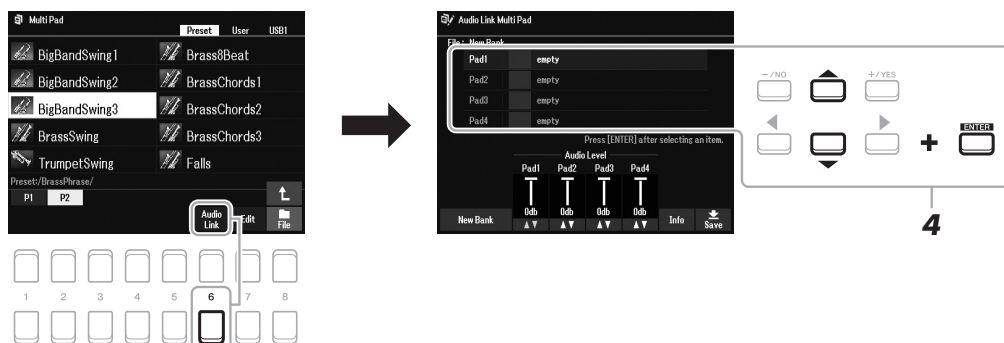 Multi Pad
Preset User USB1
BigBandSwing1 Brass8Beat
BigBandSwing2 BrassChords1
BigBandSwing3 BrassChords2
BrassSwing BrassChords3
TrumpetSwing Falls
Preset:/BrassPhrase/
P1 P2
Audio Link Edit File
1 2 3 4 5 6 7 8
Audio Link Multi Pad
File: New Bank
Pad1 empty
Pad2 empty
Pad3 empty
Pad4 empty
Press [ENTER] after selecting an item.
Audio Level
Pad1 Pad2 Pad3 Pad4
0db 0db 0db 0db
New Bank Info Save
−/NO +/YES
ENTER
+
4